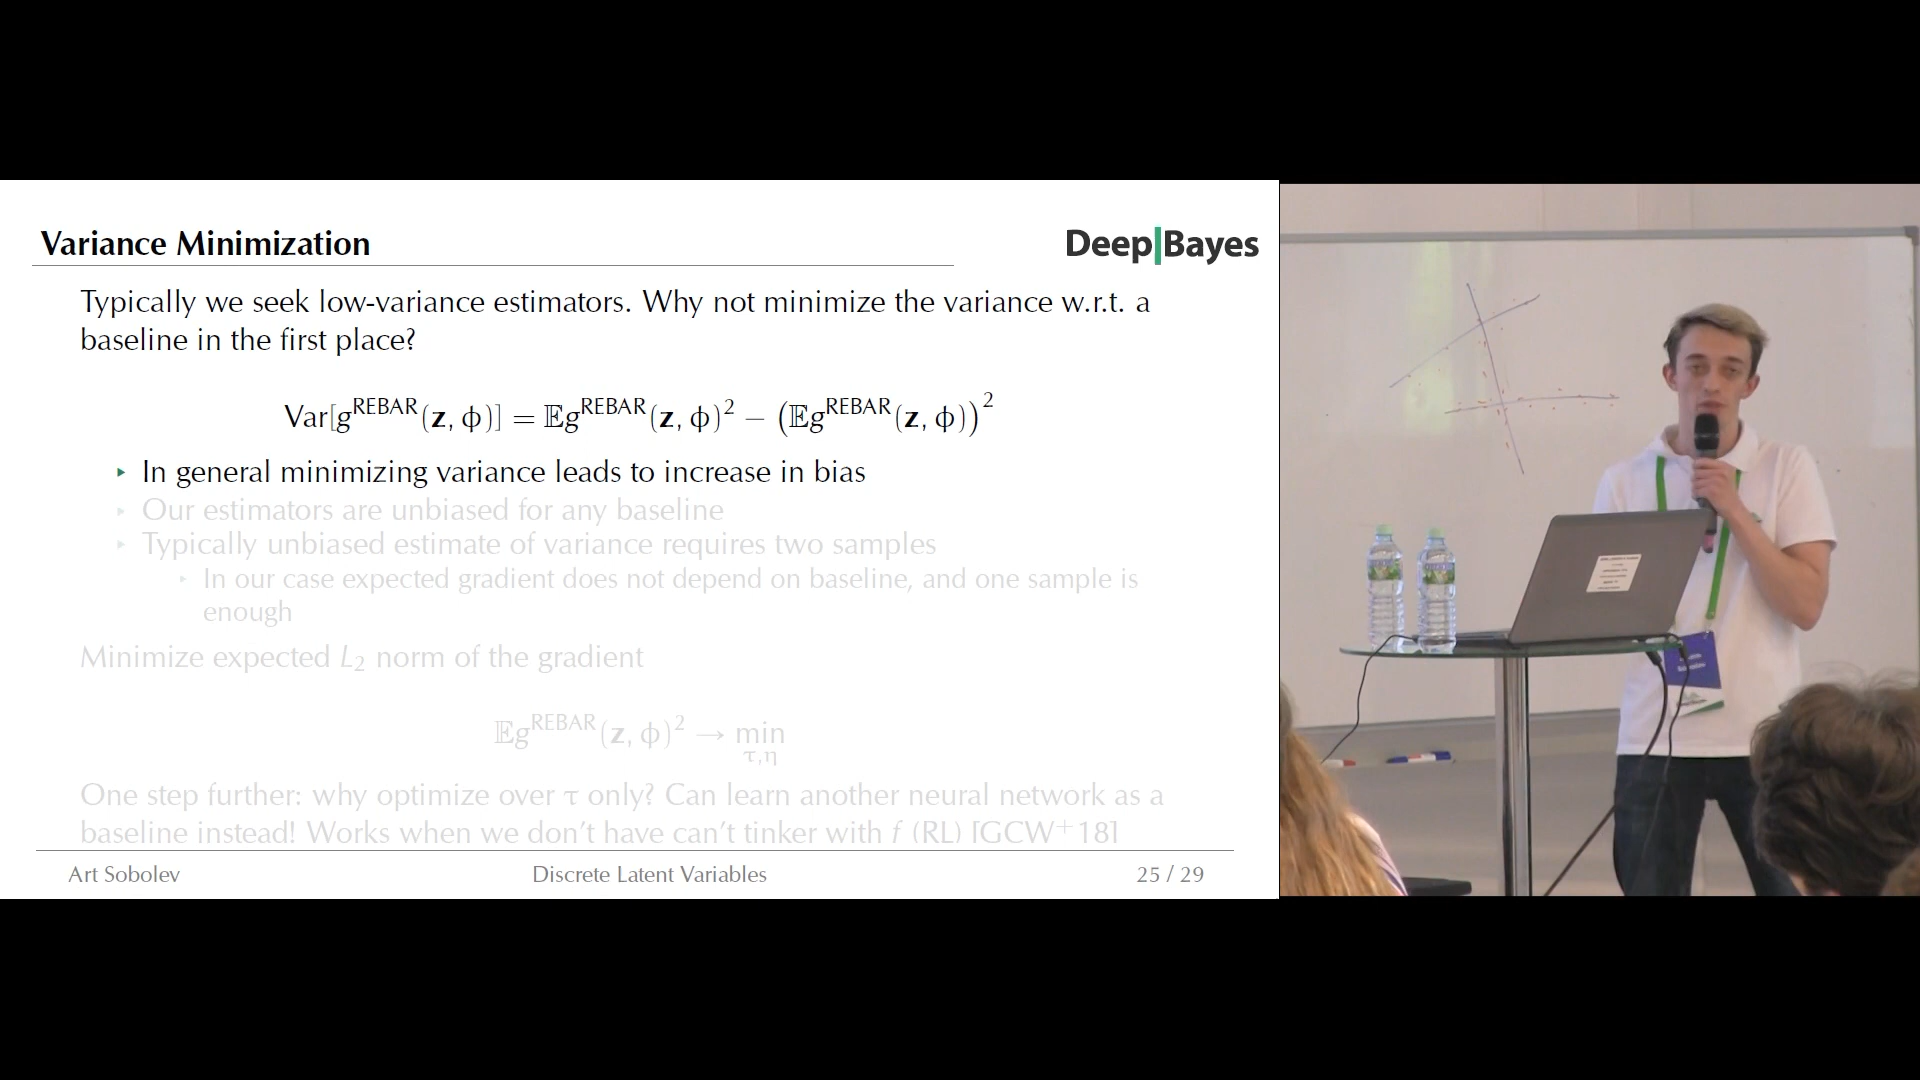 Variance Minimization
Deep|Bayes
Typically we seek low-variance estimators. Why not minimize the variance w.r.t. a
baseline in the first place?
Var[g^REBAR(z, ϕ)] = 𝔼g^REBAR(z, ϕ)² − (𝔼g^REBAR(z, ϕ))²
▸ In general minimizing variance leads to increase in bias
▸ Our estimators are unbiased for any baseline
▸ Typically unbiased estimate of variance requires two samples
▸ In our case expected gradient does not depend on baseline, and one sample is
enough
Minimize expected L₂ norm of the gradient
𝔼g^REBAR(z, ϕ)² → min
τ,η
One step further: why optimize over τ only? Can learn another neural network as a
baseline instead! Works when we don't have can't tinker with f (RL) [GCW⁺18]
Art Sobolev Discrete Latent Variables 25 / 29